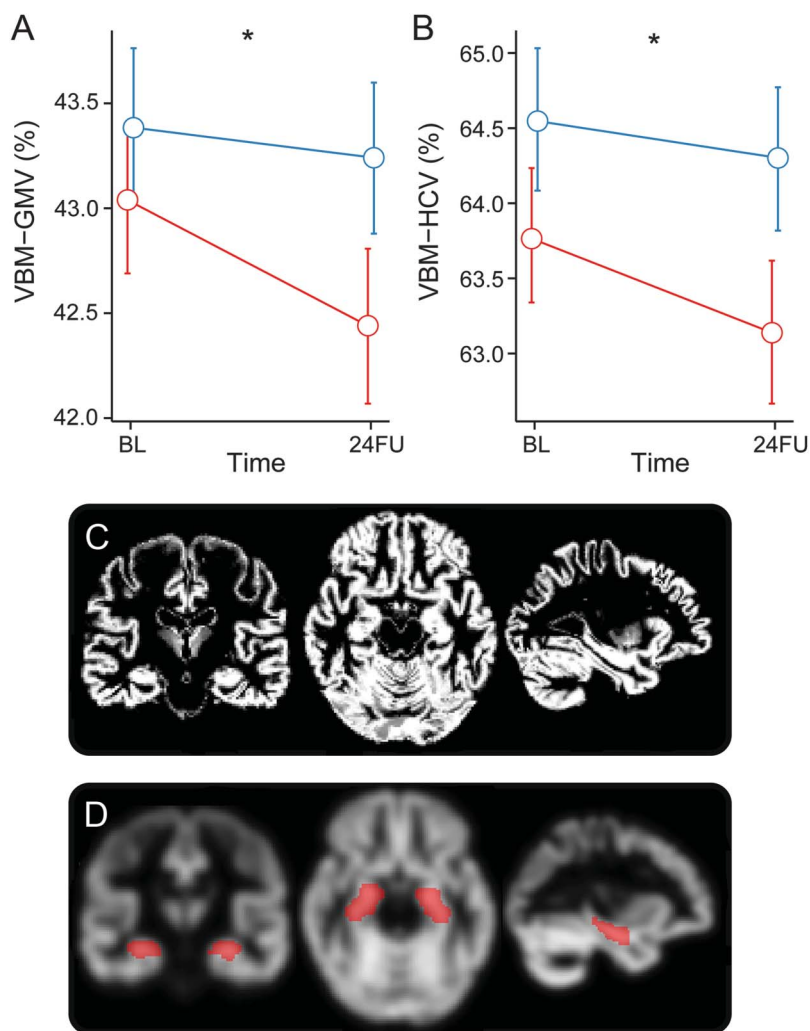 A
*
VBM−GMV (%)
43.5
43.0
42.5
42.0
BL
24FU
Time
B
*
VBM−HCV (%)
65.0
64.5
64.0
63.5
63.0
BL
24FU
Time
C
D